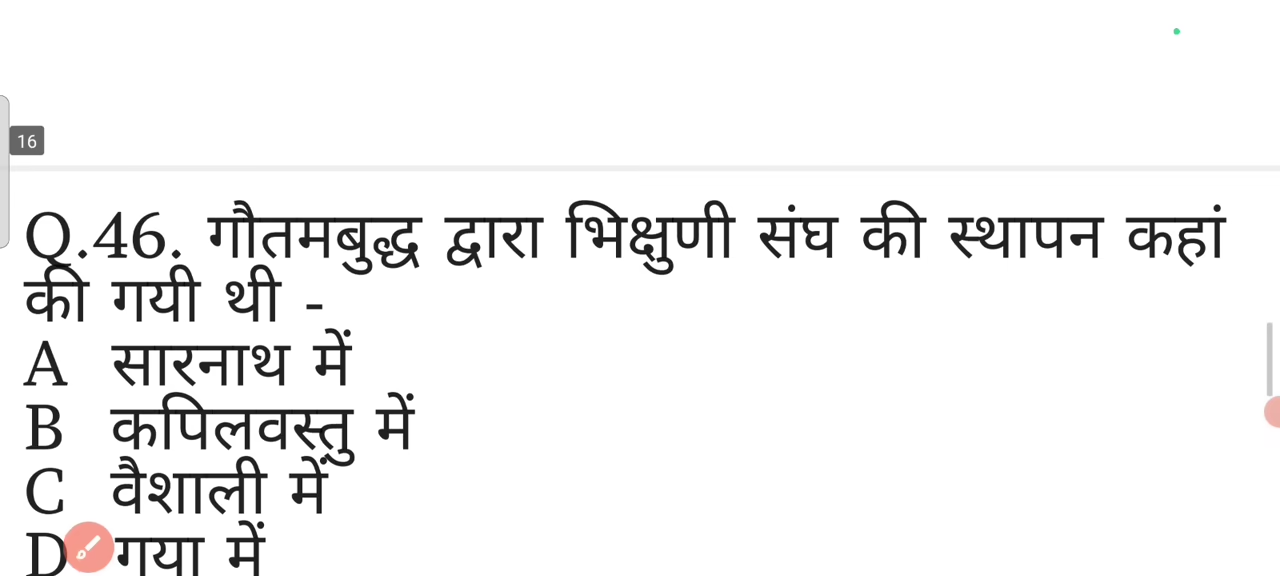 16
Q.46. गौतमबुद्ध द्वारा भिक्षुणी संघ की स्थापन कहां
की गयी थी -
A सारनाथ में
B कपिलवस्तु में
C वैशाली में
D गया में